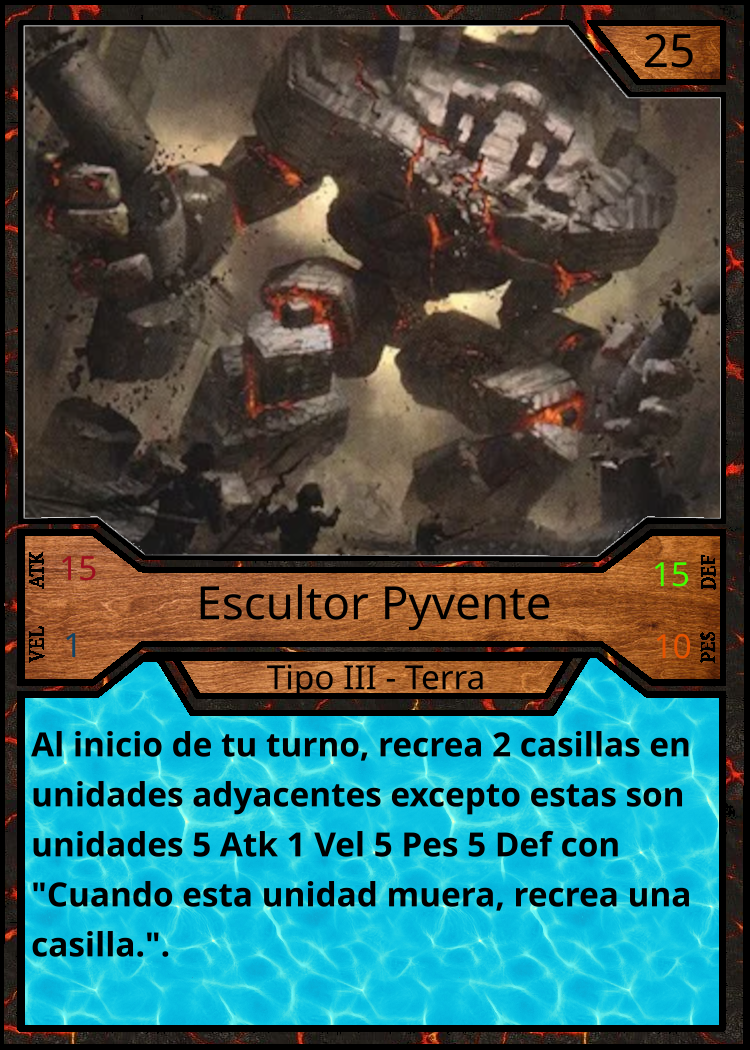 25
ATK 15
15 DEF
Escultor Pyvente
VEL 1
10 PES
Tipo III - Terra
Al inicio de tu turno, recrea 2 casillas en
unidades adyacentes excepto estas son
unidades 5 Atk 1 Vel 5 Pes 5 Def con
"Cuando esta unidad muera, recrea una
casilla.".